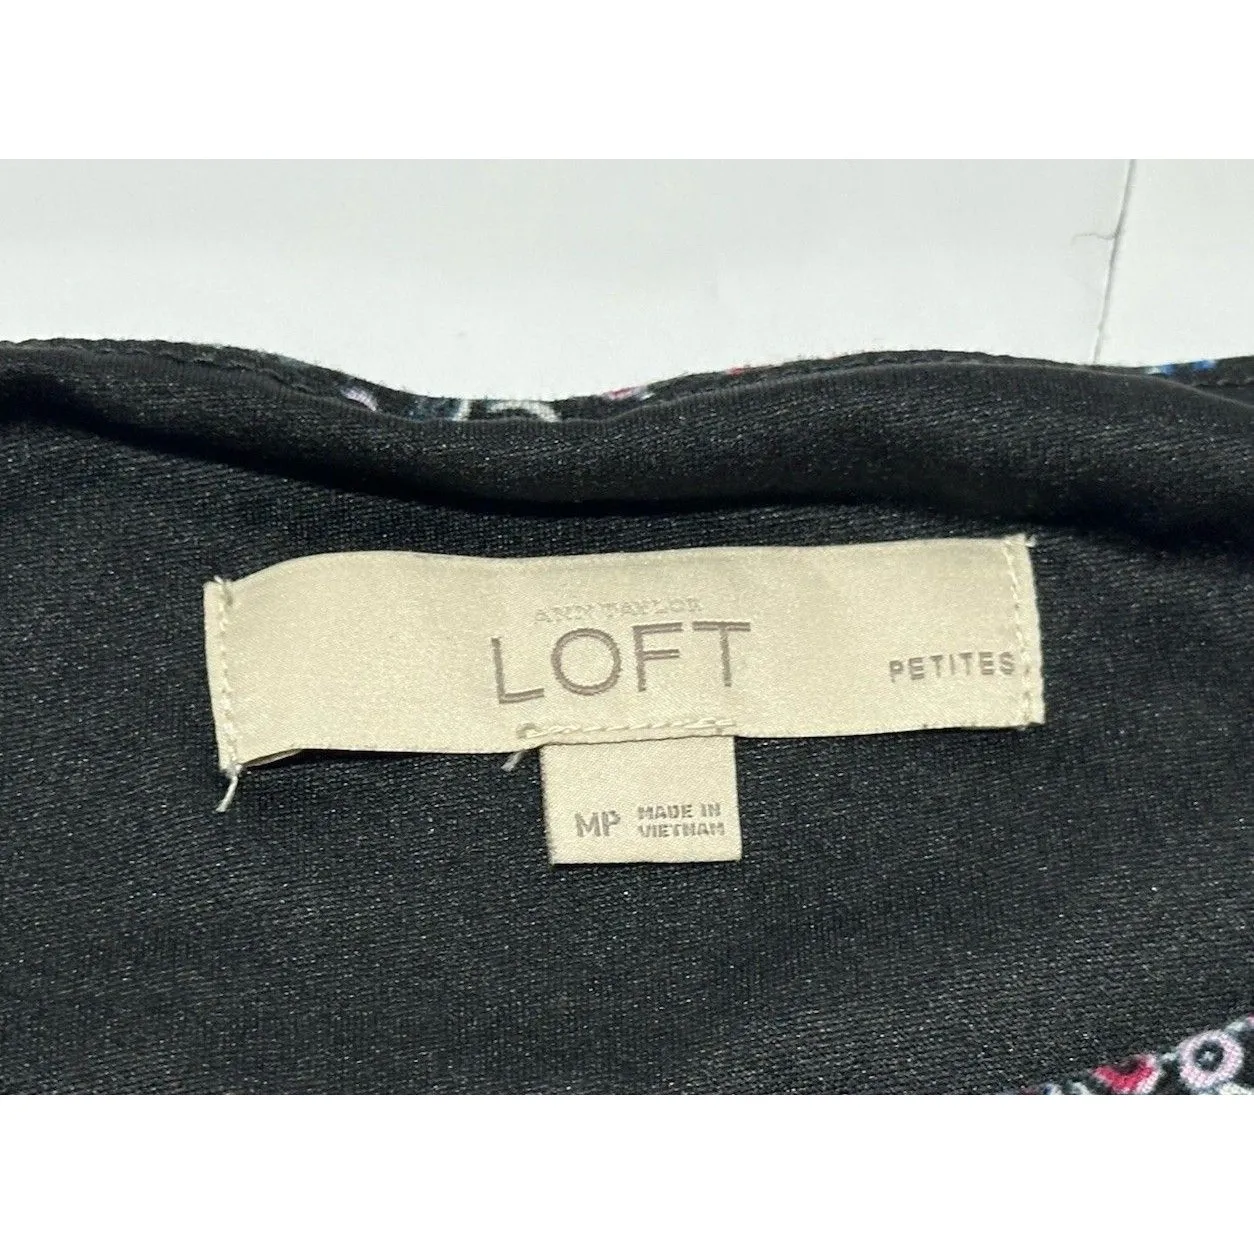 ANN TAYLOR
LOFT
PETITES
MP
MADE IN
VIETNAM